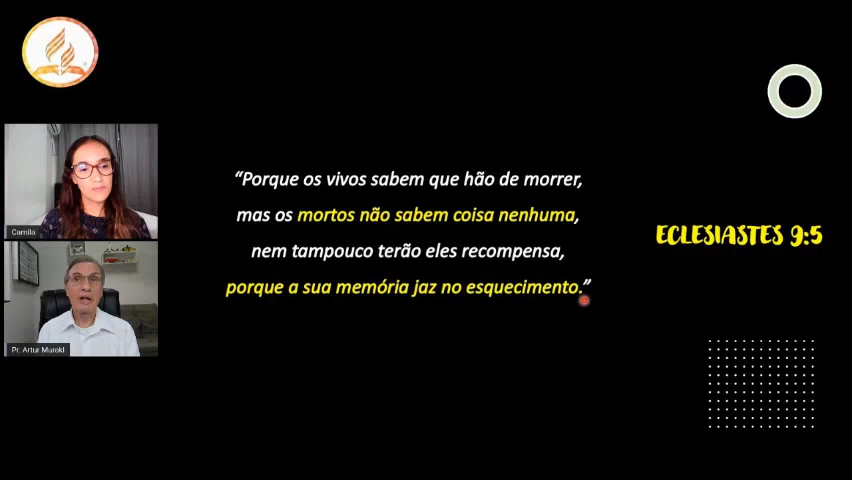 Camila
Pr. Artur Marski
“Porque os vivos sabem que hão de morrer,
mas os mortos não sabem coisa nenhuma,
nem tampouco terão eles recompensa,
porque a sua memória jaz no esquecimento.”
ECLESIASTES 9:5